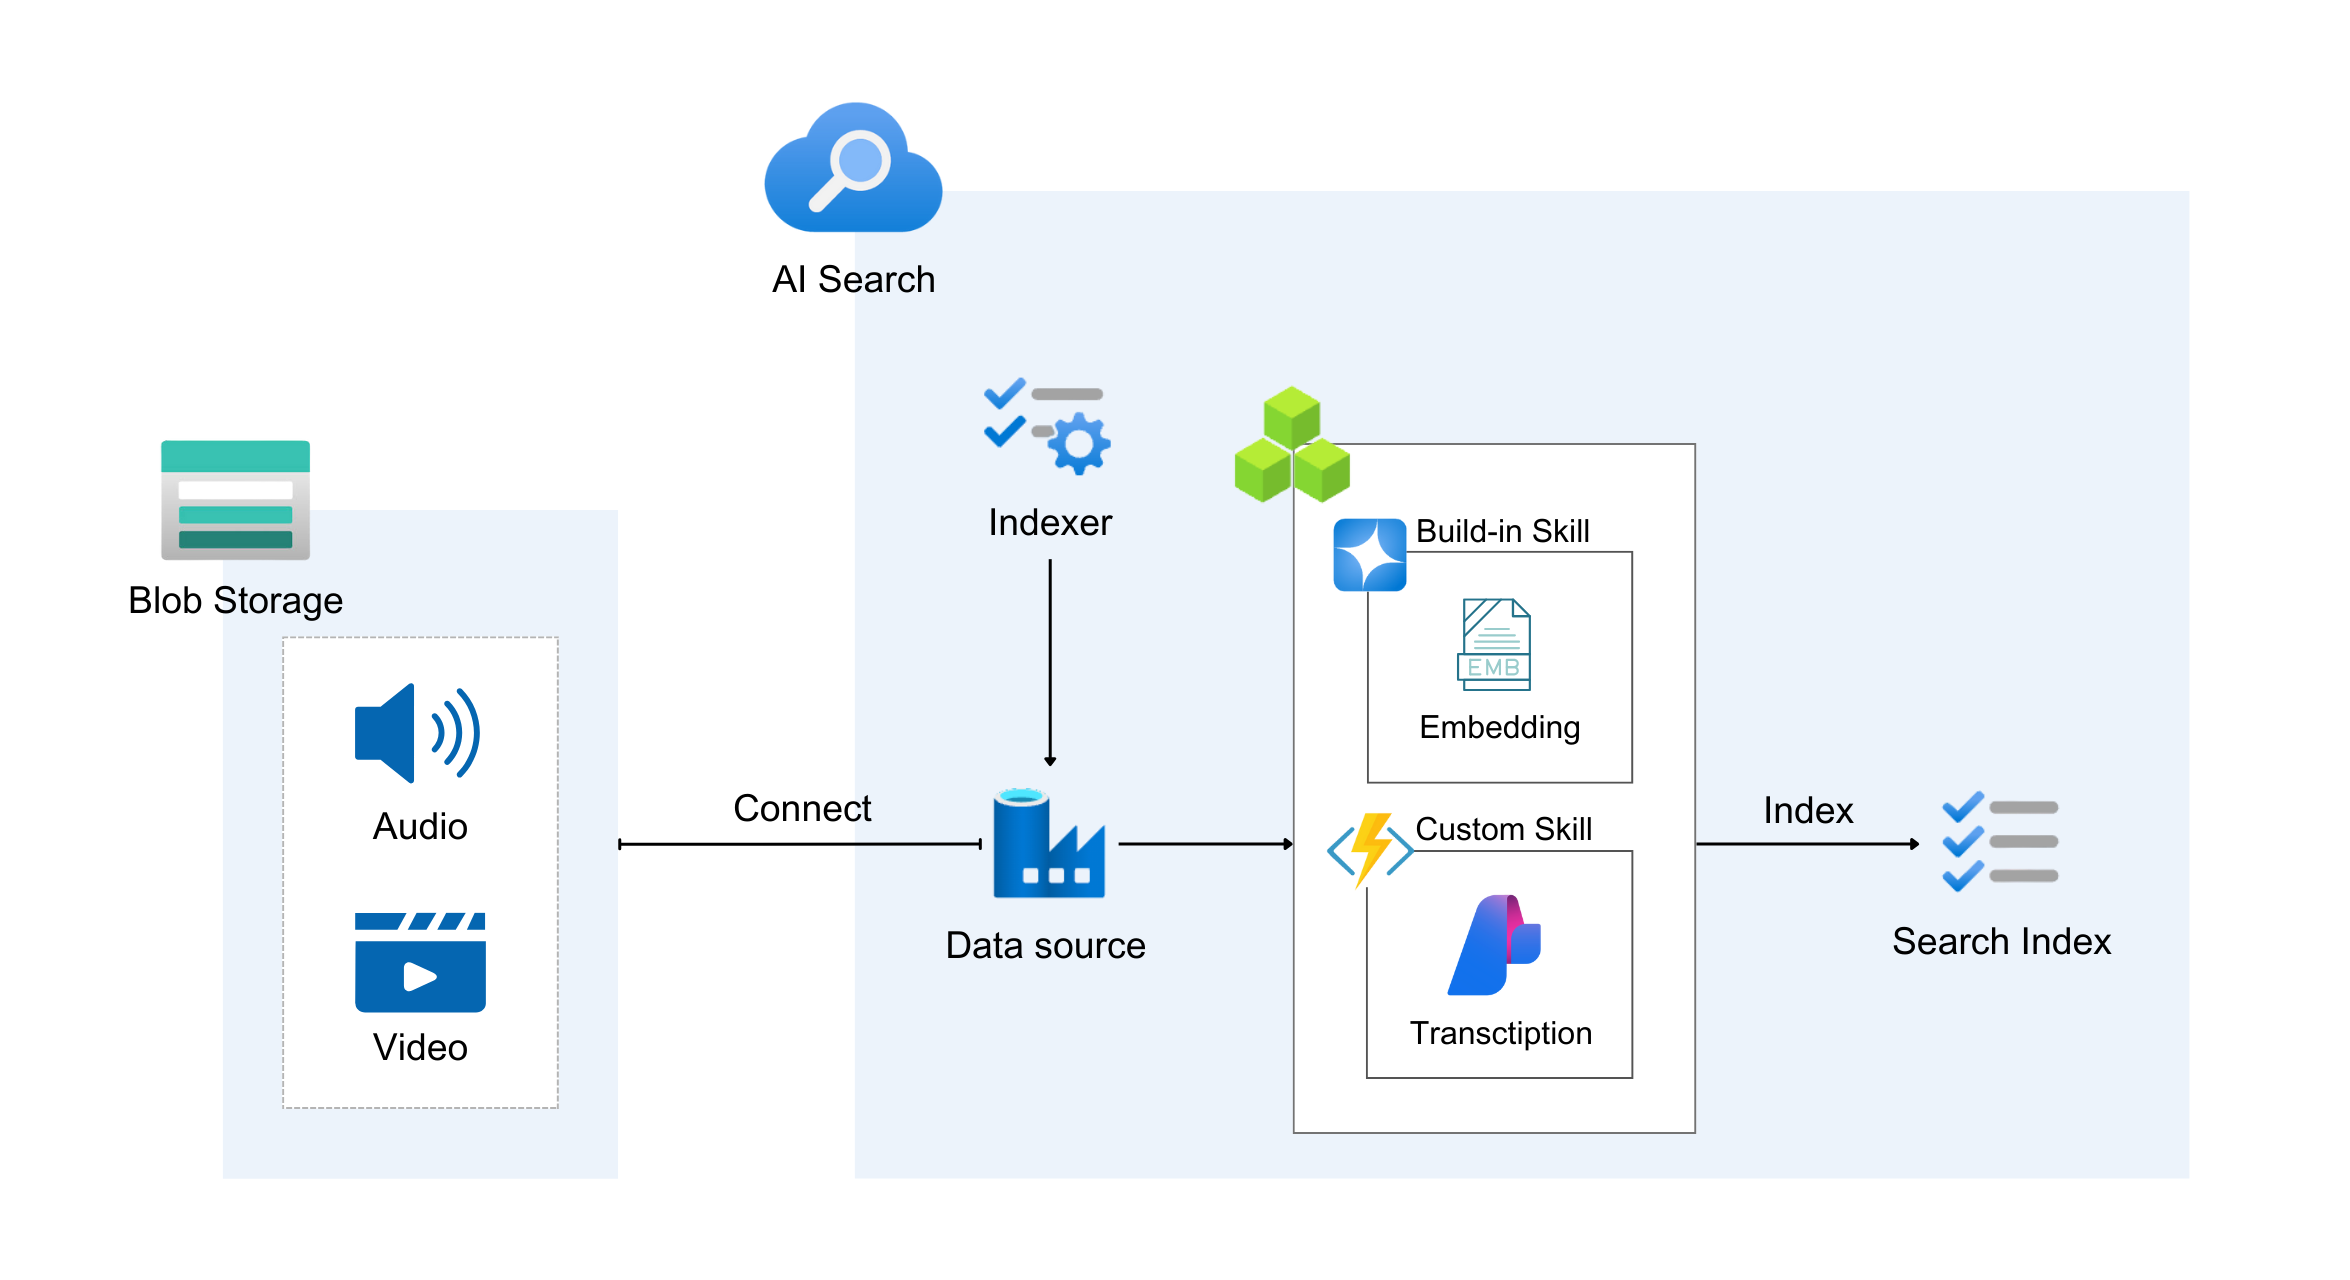 AI Search
Indexer
Blob Storage
Build-in Skill
EMB
Embedding
Audio
Connect
Custom Skill
Index
Data source
Search Index
Transctiption
Video